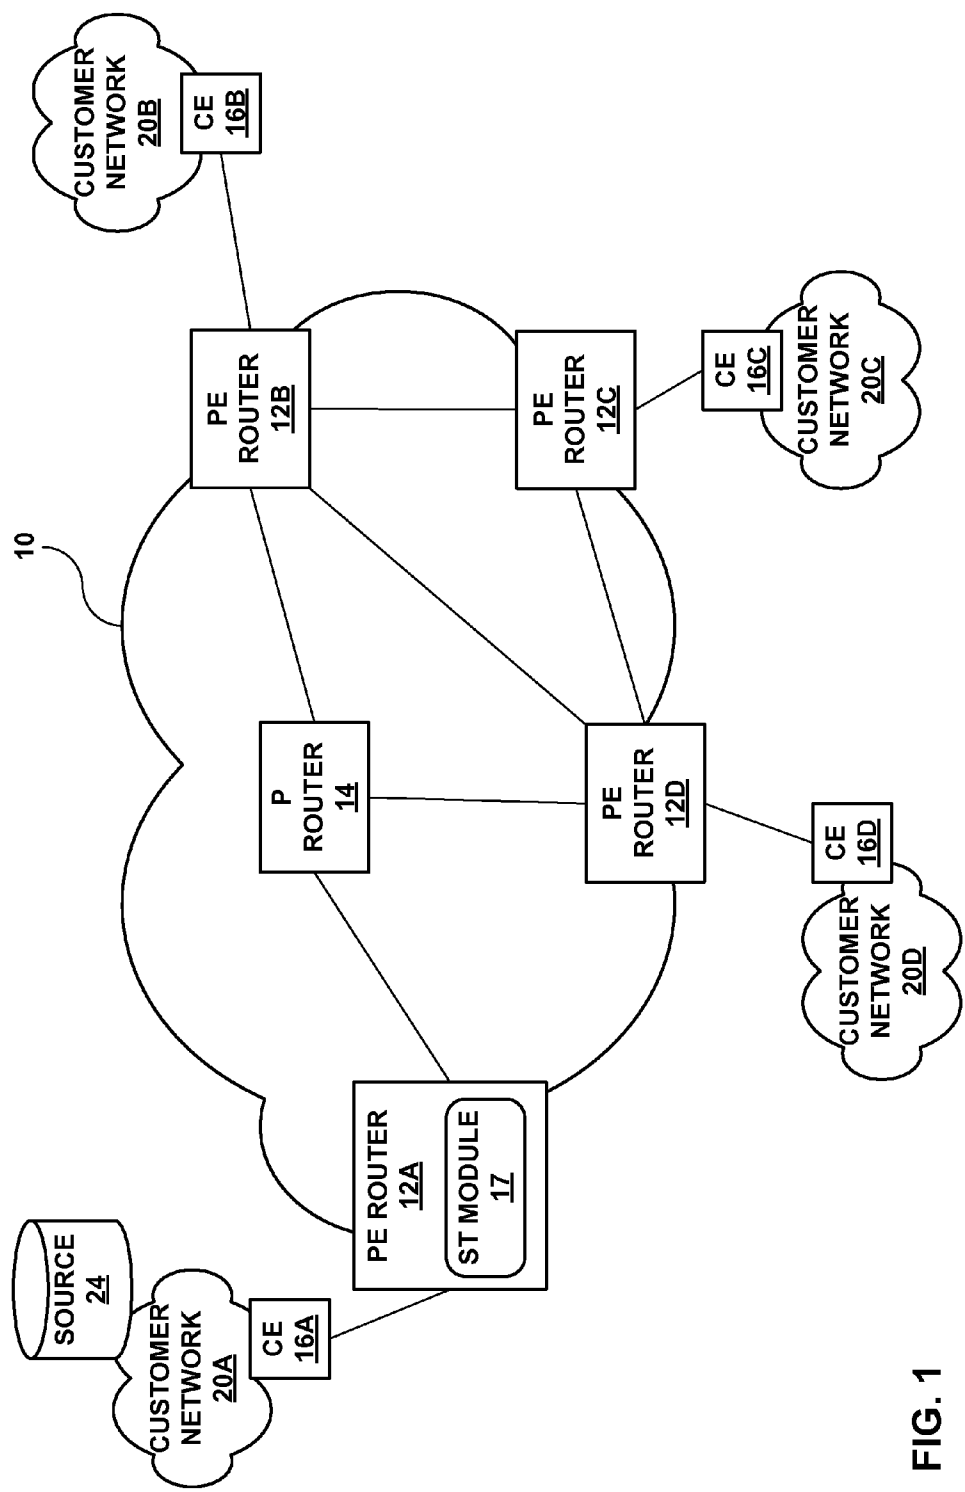 SOURCE
24
CUSTOMER
NETWORK
20A
CE
16A
PE ROUTER
12A
ST MODULE
17
10
P
ROUTER
14
PE
ROUTER
12B
CUSTOMER
NETWORK
20B
CE
16B
PE
ROUTER
12C
CE
16C
CUSTOMER
NETWORK
20C
PE
ROUTER
12D
CE
16D
CUSTOMER
NETWORK
20D
FIG. 1